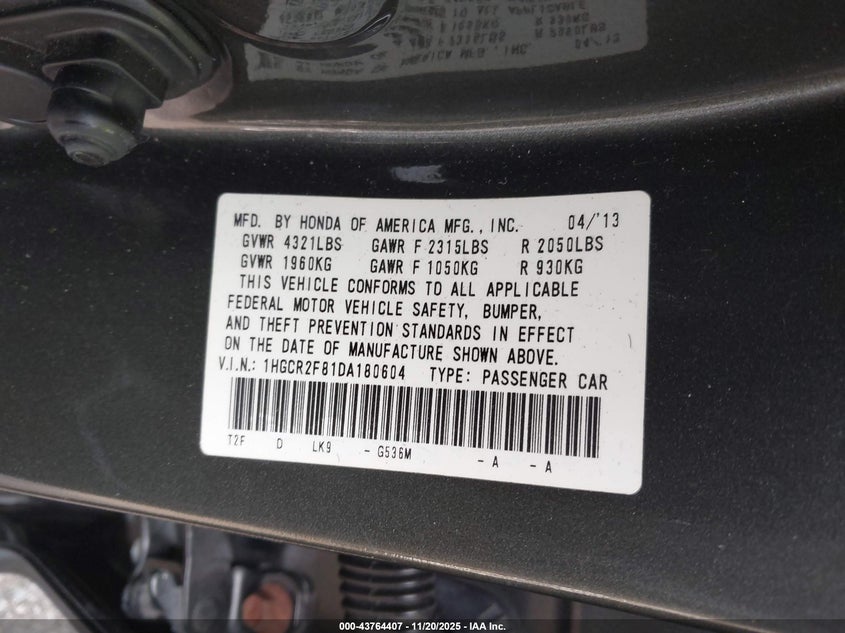 MFD. BY HONDA OF AMERICA MFG., INC. 04/'13
GVWR 4321LBS GAWR F 2315LBS R 2050LBS
GVWR 1960KG GAWR F 1050KG R 930KG
THIS VEHICLE CONFORMS TO ALL APPLICABLE
FEDERAL MOTOR VEHICLE SAFETY, BUMPER,
AND THEFT PREVENTION STANDARDS IN EFFECT
ON THE DATE OF MANUFACTURE SHOWN ABOVE.
V.I.N.: 1HGCR2F81DA180604 TYPE: PASSENGER CAR
T2F D LK9 - G536M - A - A
000-43764407 - 11/20/2025 - IAA Inc.